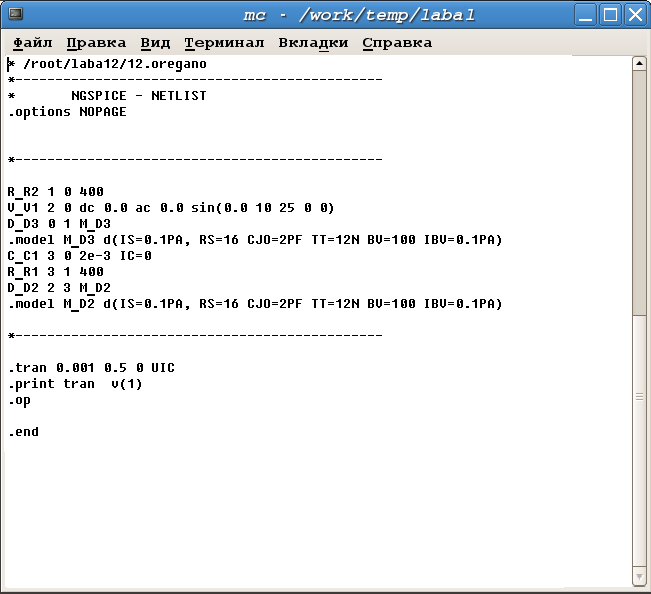 mc - /work/temp/laba1
Файл Правка Вид Терминал Вкладки Справка
* /root/laba12/12.oregano
*-----------------------------------------------
*       NGSPICE - NETLIST
.options NOPAGE
*-----------------------------------------------
R_R2 1 0 400
V_V1 2 0 dc 0.0 ac 0.0 sin(0.0 10 25 0 0)
D_D3 0 1 M_D3
.model M_D3 d(IS=0.1PA, RS=16 CJO=2PF TT=12N BV=100 IBV=0.1PA)
C_C1 3 0 2e-3 IC=0
R_R1 3 1 400
D_D2 2 3 M_D2
.model M_D2 d(IS=0.1PA, RS=16 CJO=2PF TT=12N BV=100 IBV=0.1PA)
*-----------------------------------------------
.tran 0.001 0.5 0 UIC
.print tran  v(1)
.op
.end